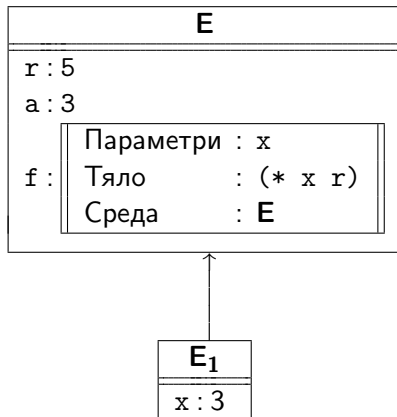 E
r : 5
a : 3
f :
Параметри : x
Тяло : (* x r)
Среда : E
E1
x : 3